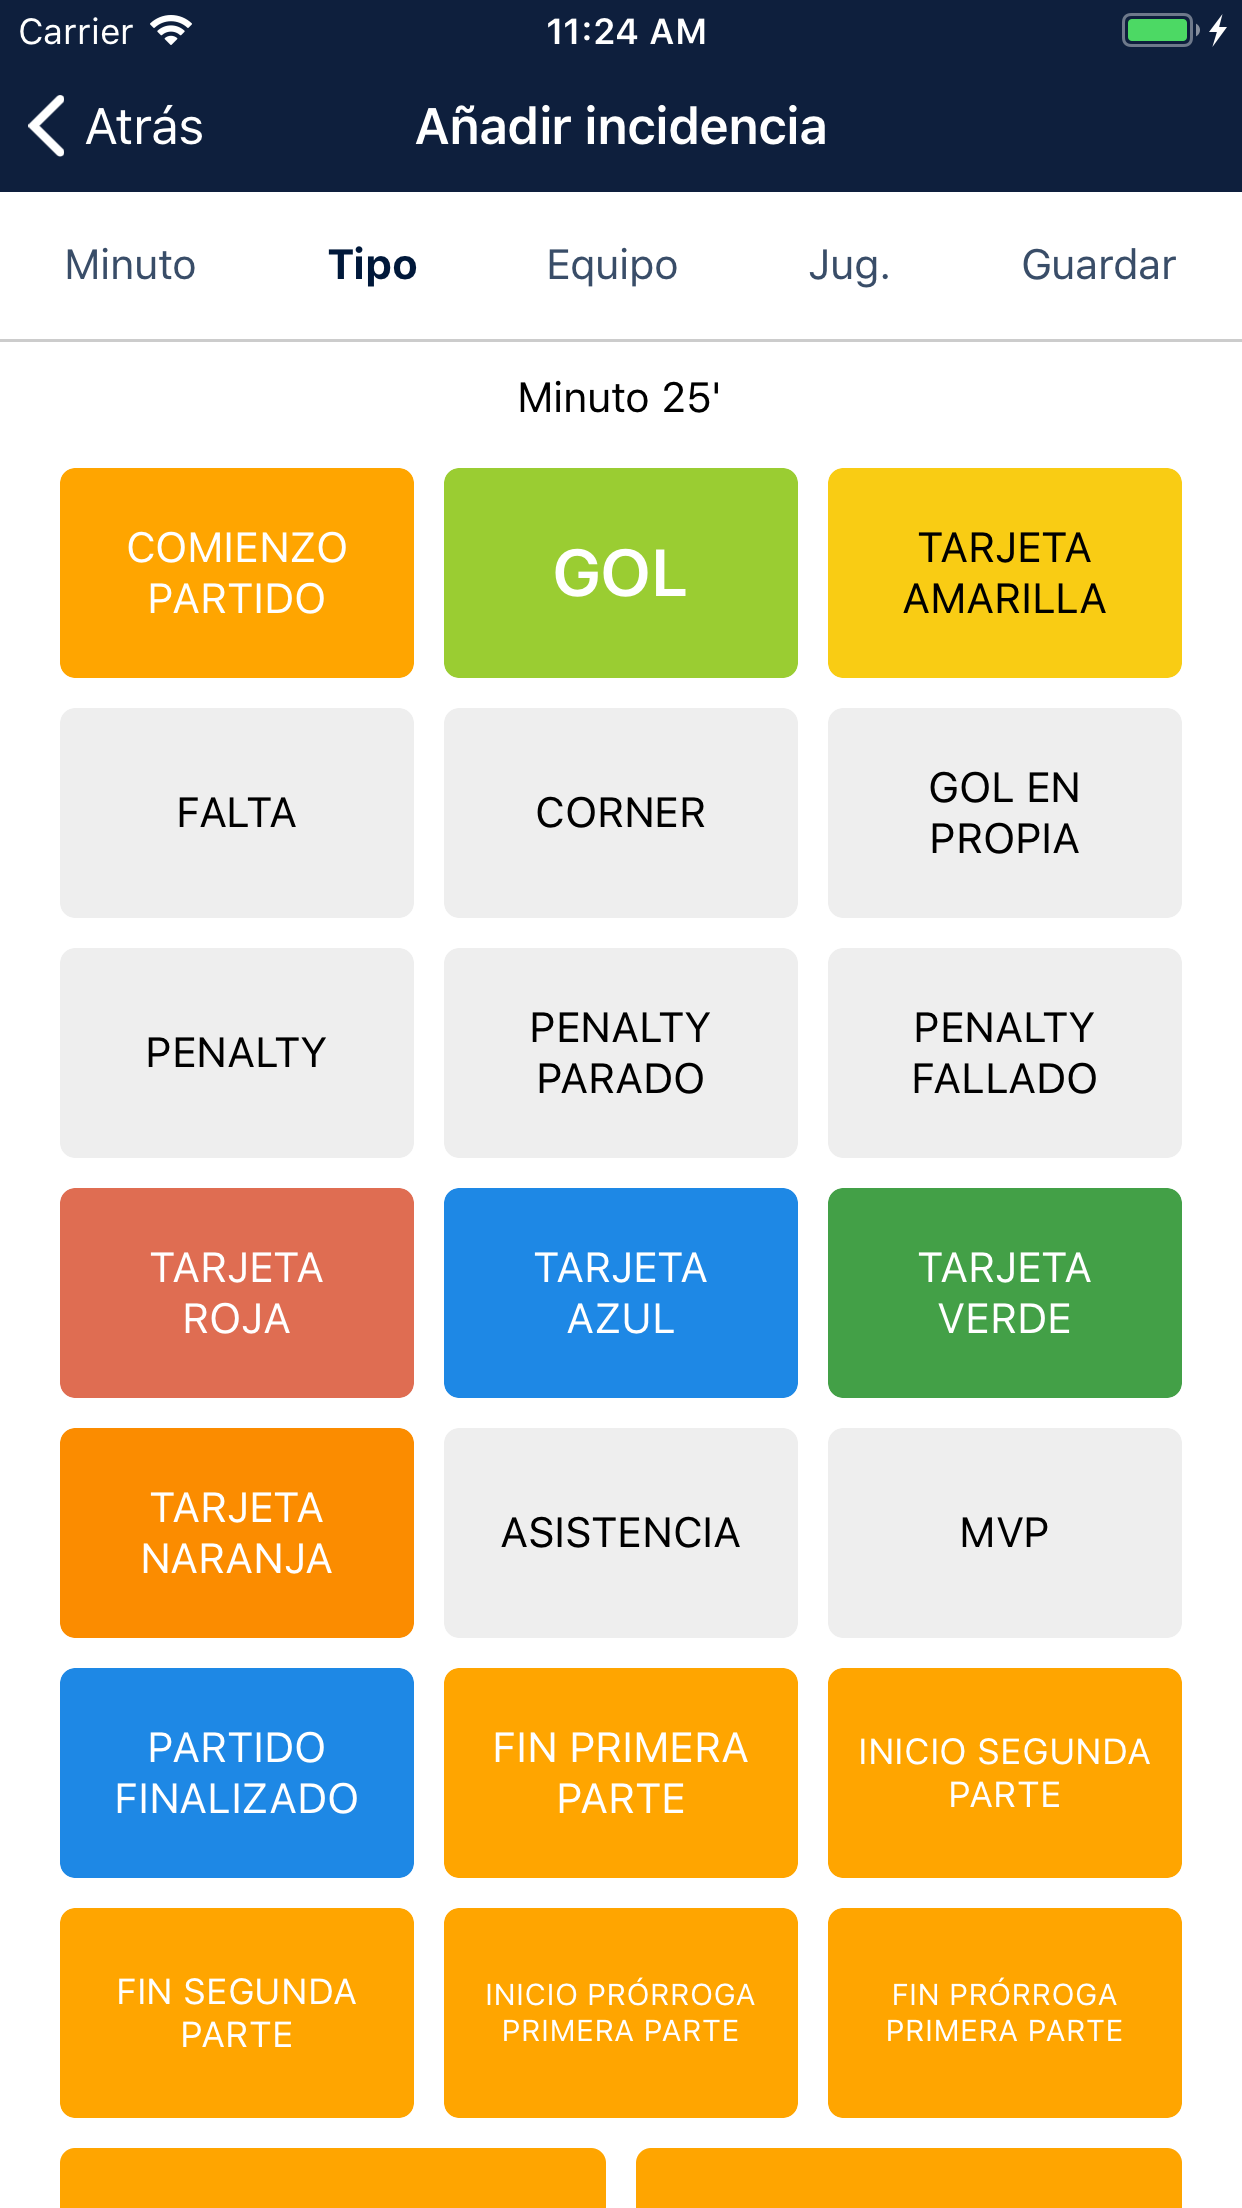 Carrier 11:24 AM
Atrás Añadir incidencia
Minuto Tipo Equipo Jug. Guardar
Minuto 25'
COMIENZO
PARTIDO
GOL
TARJETA
AMARILLA
FALTA
CORNER
GOL EN
PROPIA
PENALTY
PENALTY
PARADO
PENALTY
FALLADO
TARJETA
ROJA
TARJETA
AZUL
TARJETA
VERDE
TARJETA
NARANJA
ASISTENCIA
MVP
PARTIDO
FINALIZADO
FIN PRIMERA
PARTE
INICIO SEGUNDA
PARTE
FIN SEGUNDA
PARTE
INICIO PRÓRROGA
PRIMERA PARTE
FIN PRÓRROGA
PRIMERA PARTE